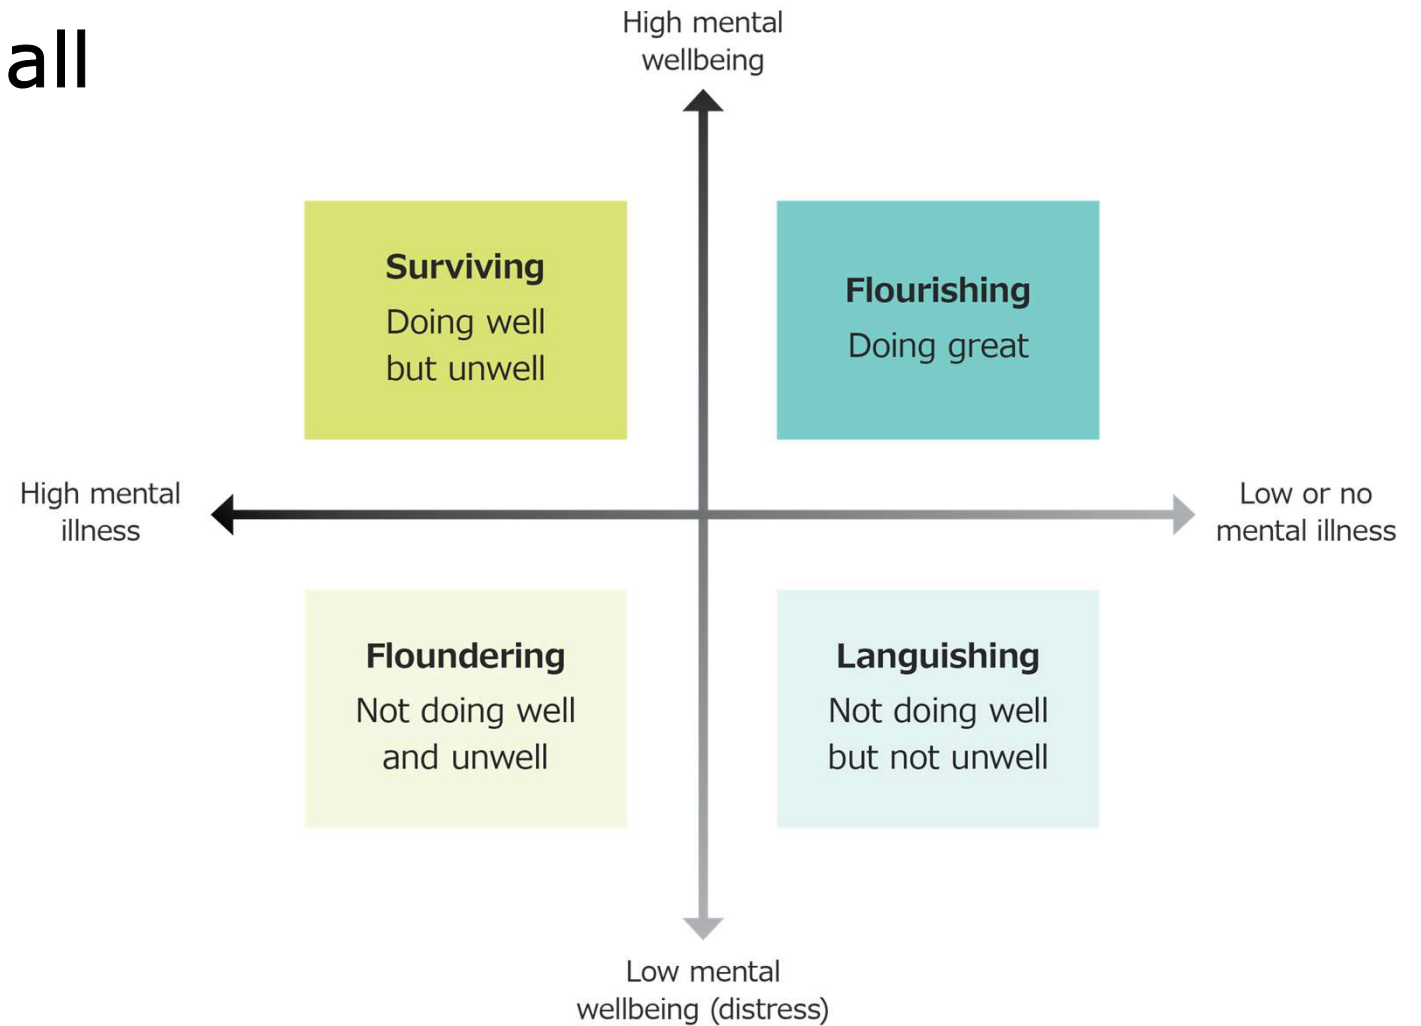 all
High mental
wellbeing
Surviving
Doing well
but unwell
Flourishing
Doing great
High mental
illness
Low or no
mental illness
Floundering
Not doing well
and unwell
Languishing
Not doing well
but not unwell
Low mental
wellbeing (distress)